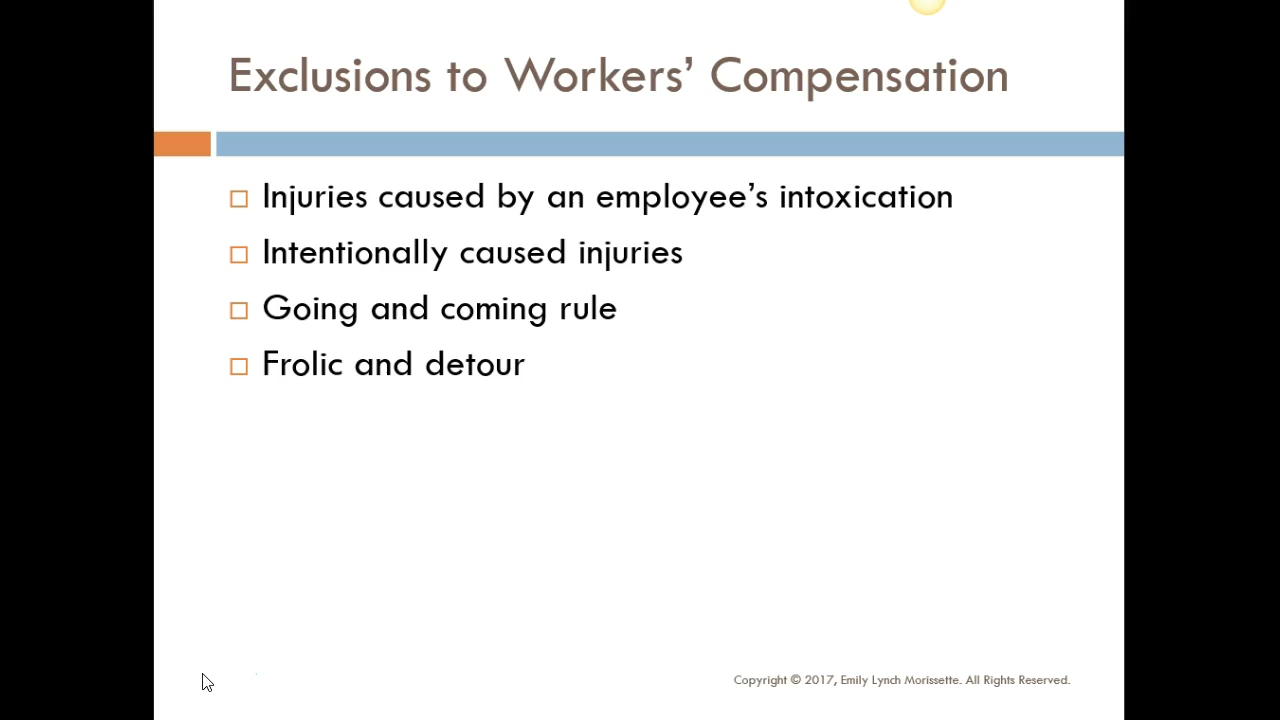 Exclusions to Workers’ Compensation
Injuries caused by an employee’s intoxication
Intentionally caused injuries
Going and coming rule
Frolic and detour
Copyright © 2017, Emily Lynch Morissette. All Rights Reserved.